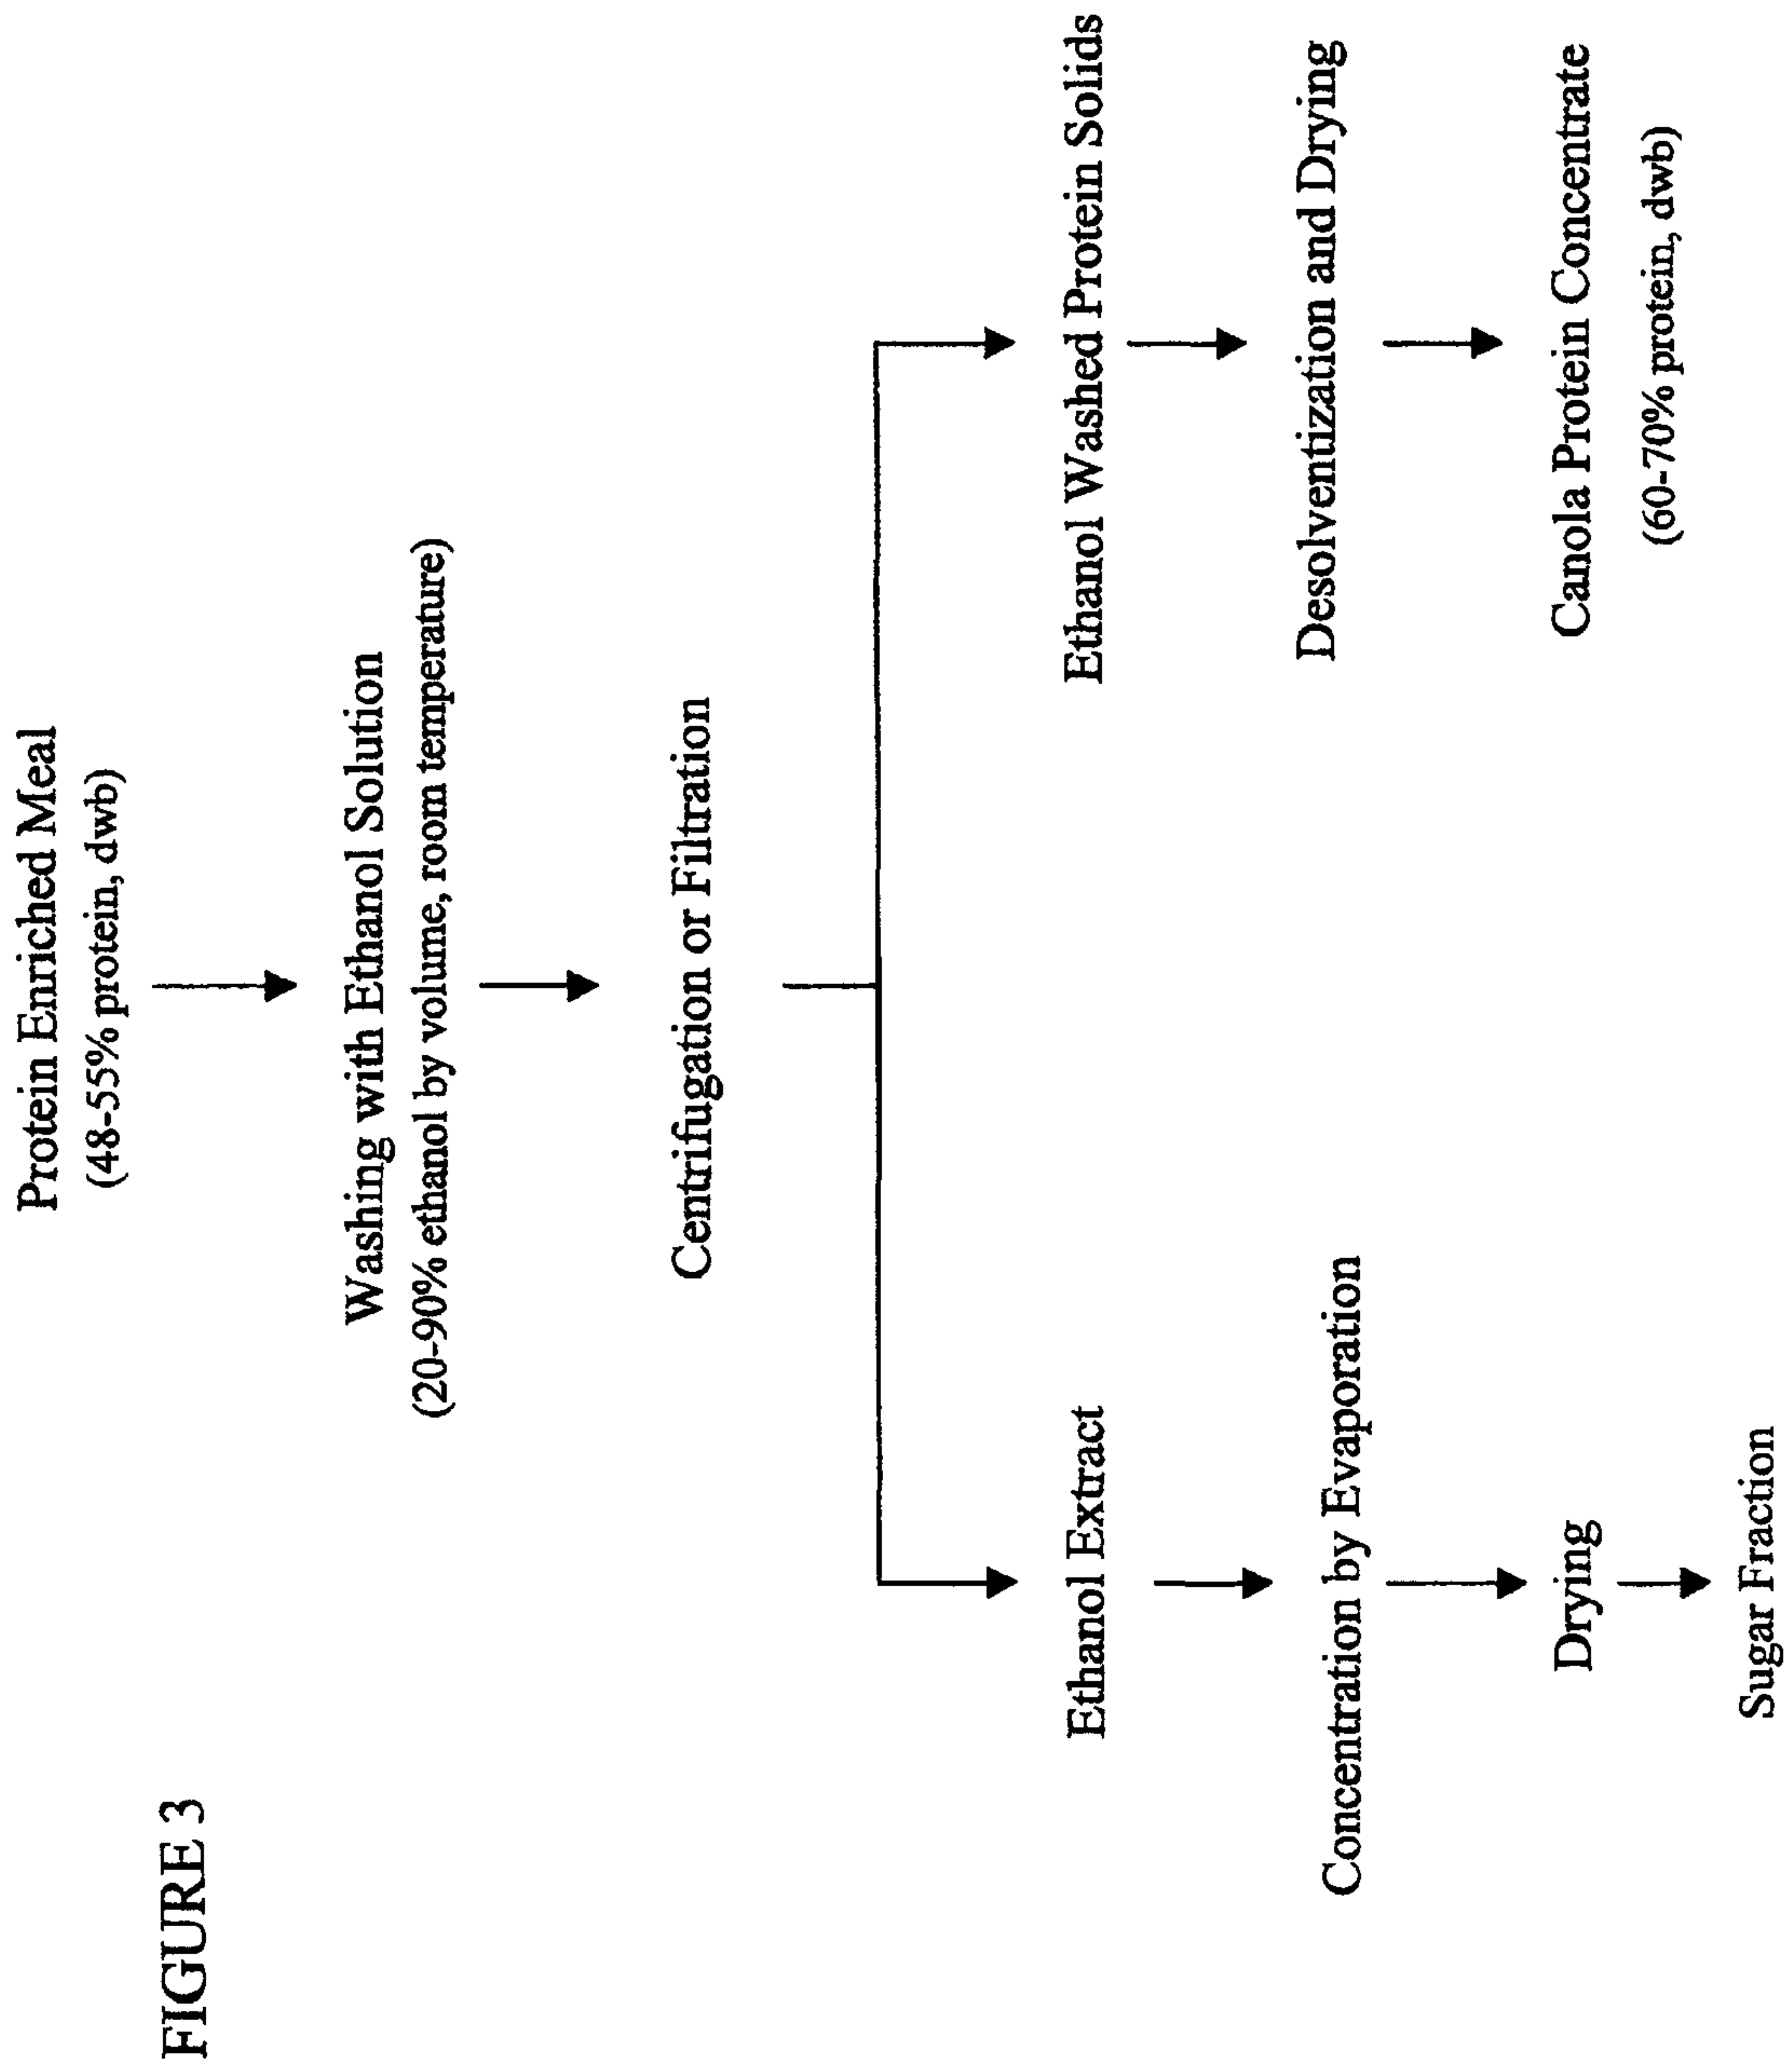 FIGURE 3
Protein Enriched Meal
(48-55% protein, dwb)
Washing with Ethanol Solution
(20-90% ethanol by volume, room temperature)
Centrifugation or Filtration
Ethanol Extract
Concentration by Evaporation
Drying
Sugar Fraction
Ethanol Washed Protein Solids
Desolventization and Drying
Canola Protein Concentrate
(60-70% protein, dwb)